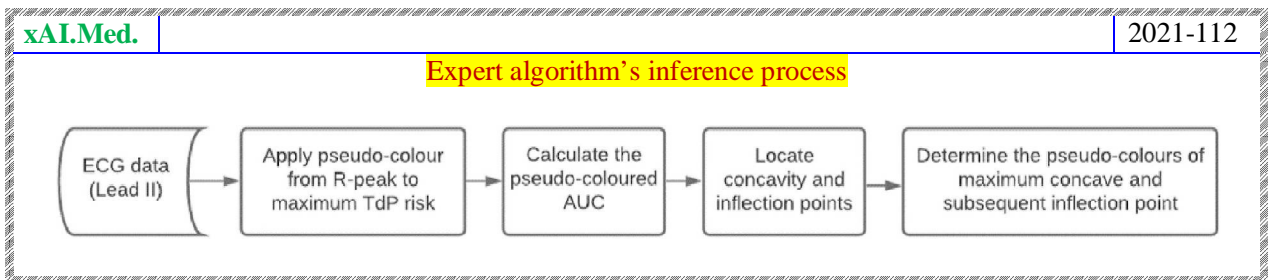 xAI.Med.
2021-112
Expert algorithm's inference process
ECG data
(Lead II)
Apply pseudo-colour
from R-peak to
maximum TdP risk
Calculate the
pseudo-coloured
AUC
Locate
concavity and
inflection points
Determine the pseudo-colours of
maximum concave and
subsequent inflection point